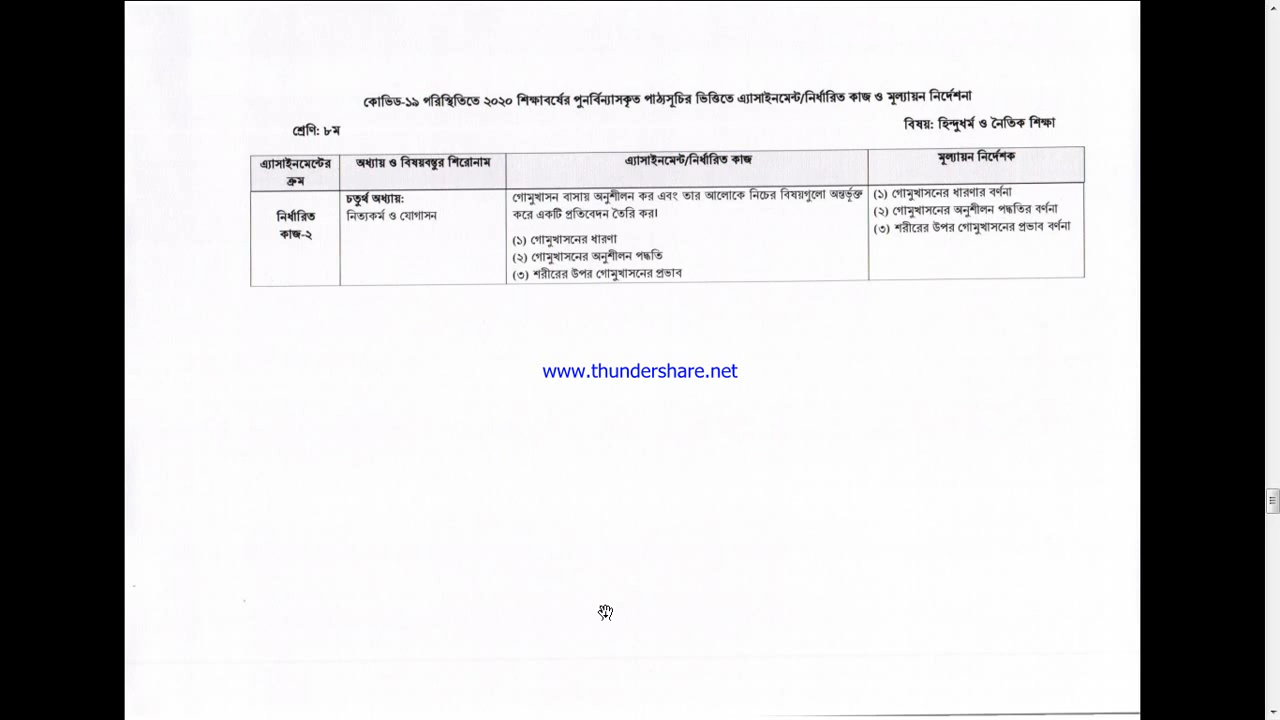 কোভিড-১৯ পরিস্থিতিতে ২০২০ শিক্ষাবর্ষের পুনর্বিন্যাসকৃত পাঠ্যসূচির ভিত্তিতে এ্যাসাইনমেন্ট/নির্ধারিত কাজ ও মূল্যায়ন নির্দেশনা
শ্রেণি: ৮ম
বিষয়: হিন্দুধর্ম ও নৈতিক শিক্ষা
এ্যাসাইনমেন্টের
ক্রম
অধ্যায় ও বিষয়বস্তুর শিরোনাম
এ্যাসাইনমেন্ট/নির্ধারিত কাজ
মূল্যায়ন নির্দেশক
নির্ধারিত
কাজ-২
চতুর্থ অধ্যায়:
নিত্যকর্ম ও যোগাসন
গোমুখাসন বাসায় অনুশীলন কর এবং তার আলোকে নিচের বিষয়গুলো অন্তর্ভূক্ত
করে একটি প্রতিবেদন তৈরি কর।
(১) গোমুখাসনের ধারণা
(২) গোমুখাসনের অনুশীলন পদ্ধতি
(৩) শরীরের উপর গোমুখাসনের প্রভাব
(১) গোমুখাসনের ধারণার বর্ণনা
(২) গোমুখাসনের অনুশীলন পদ্ধতির বর্ণনা
(৩) শরীরের উপর গোমুখাসনের প্রভাব বর্ণনা
www.thundershare.net